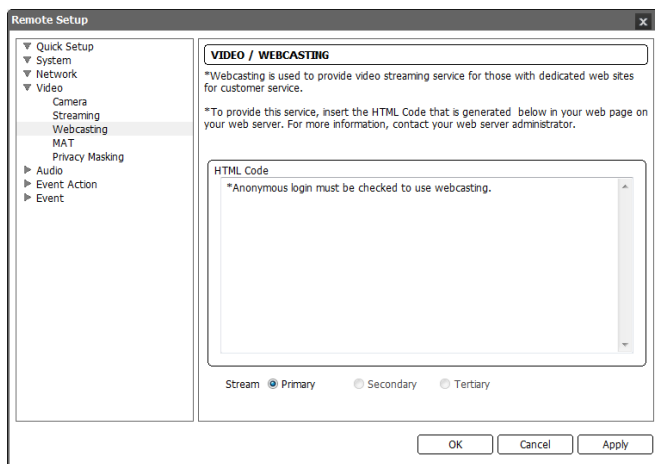 Remote Setup
x
Quick Setup
System
Network
Video
Camera
Streaming
Webcasting
MAT
Privacy Masking
Audio
Event Action
Event
VIDEO / WEBCASTING
*Webcasting is used to provide video streaming service for those with dedicated web sites
for customer service.
*To provide this service, insert the HTML Code that is generated below in your web page on
your web server. For more information, contact your web server administrator.
HTML Code
*Anonymous login must be checked to use webcasting.
Stream Primary Secondary Tertiary
OK Cancel Apply